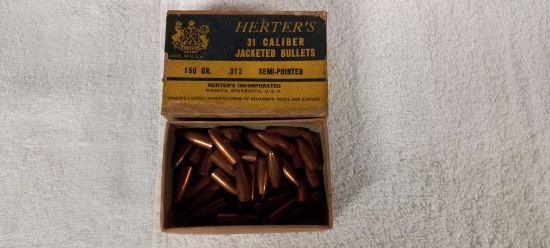 HERTER'S
31 CALIBER
JACKETED BULLETS
150 GR. .312 SEMI-POINTED
HERTER'S INCORPORATED
WASECA, MINNESOTA, U. S. A.
WORLD'S LARGEST MANUFACTURERS OF RELOADING TOOLS AND SUPPLIES